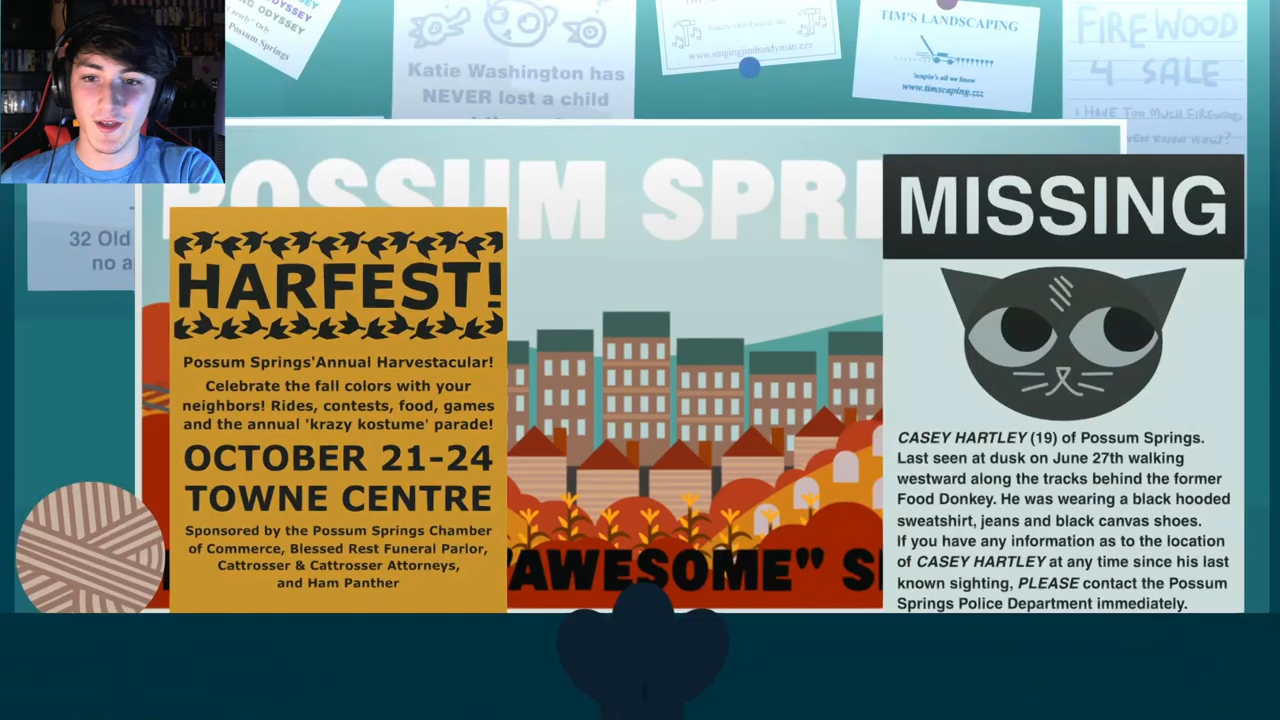 ODYSSEY
NG ODYSSEY
Only
Possum Springs
Katie Washington has
NEVER lost a child
www.singinghandyman.zzz
TIM'S LANDSCAPING
'scapin's all we know
www.timscaping.zzz
FIREWOOD
4 SALE
I HAVE TOO MUCH FIREWOOD
KNOW HOW?
32 Old
no a
POSSUM SPRI
"AWESOME" S
HARFEST!
Possum Springs'Annual Harvestacular!
Celebrate the fall colors with your
neighbors! Rides, contests, food, games
and the annual 'krazy kostume' parade!
OCTOBER 21-24
TOWNE CENTRE
Sponsored by the Possum Springs Chamber
of Commerce, Blessed Rest Funeral Parlor,
Cattrosser & Cattrosser Attorneys,
and Ham Panther
MISSING
CASEY HARTLEY (19) of Possum Springs.
Last seen at dusk on June 27th walking
westward along the tracks behind the former
Food Donkey. He was wearing a black hooded
sweatshirt, jeans and black canvas shoes.
If you have any information as to the location
of CASEY HARTLEY at any time since his last
known sighting, PLEASE contact the Possum
Springs Police Department immediately.